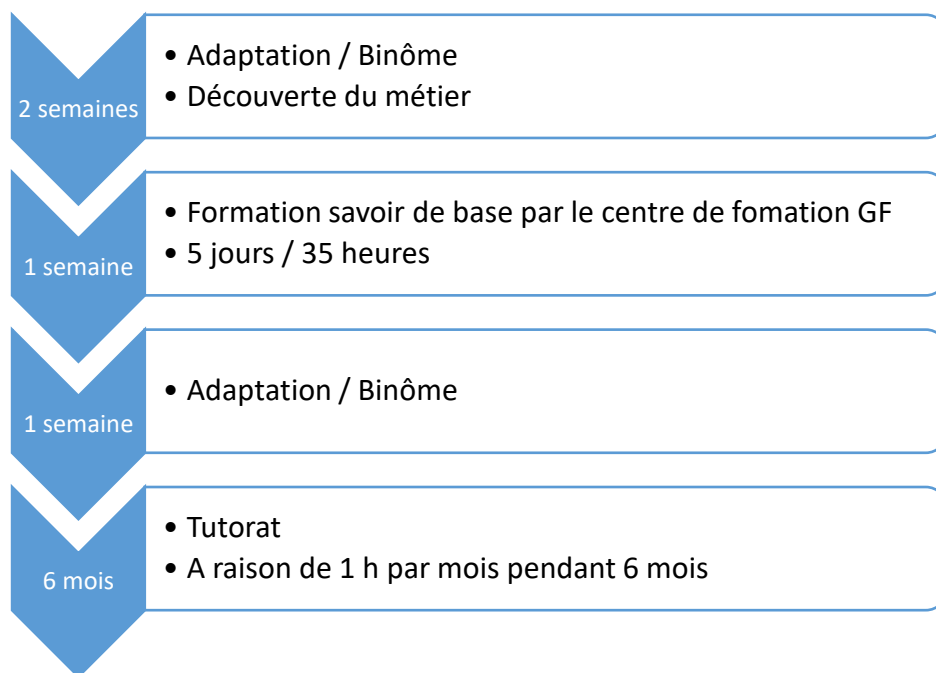 2 semaines
• Adaptation / Binôme
• Découverte du métier
1 semaine
• Formation savoir de base par le centre de fomation GF
• 5 jours / 35 heures
1 semaine
• Adaptation / Binôme
6 mois
• Tutorat
• A raison de 1 h par mois pendant 6 mois